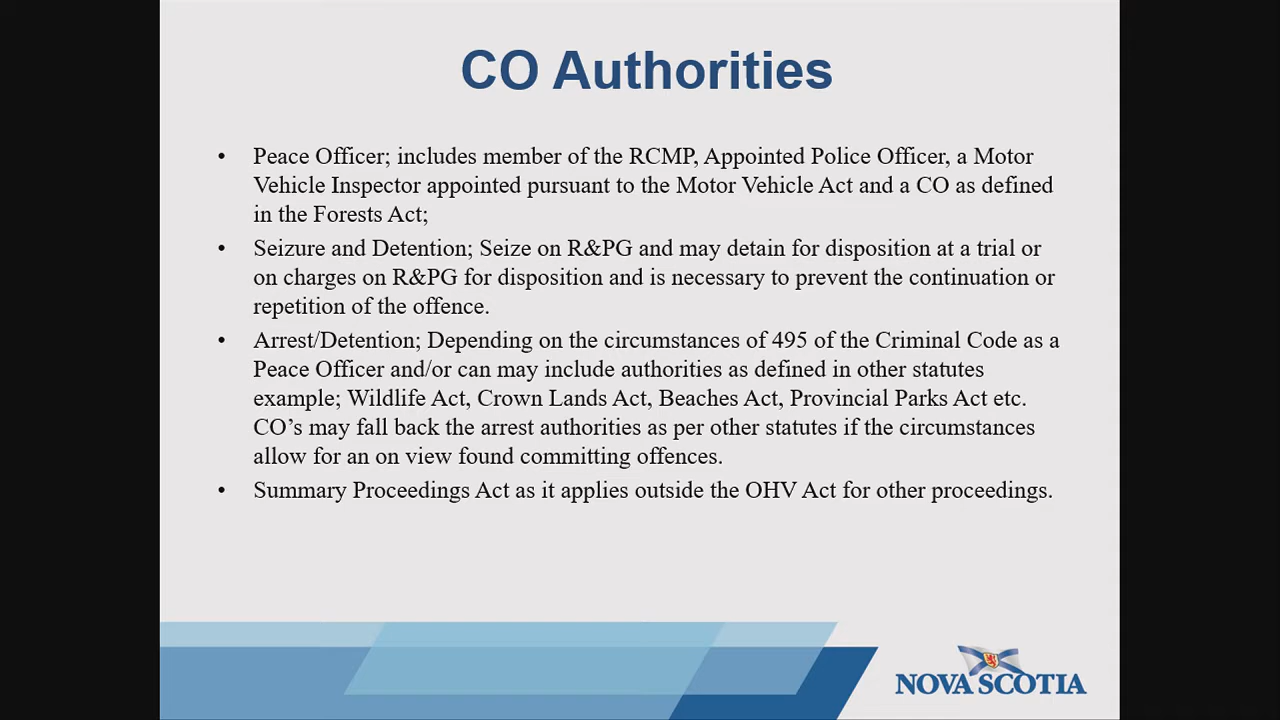 CO Authorities
• Peace Officer; includes member of the RCMP, Appointed Police Officer, a Motor
Vehicle Inspector appointed pursuant to the Motor Vehicle Act and a CO as defined
in the Forests Act;
• Seizure and Detention; Seize on R&PG and may detain for disposition at a trial or
on charges on R&PG for disposition and is necessary to prevent the continuation or
repetition of the offence.
• Arrest/Detention; Depending on the circumstances of 495 of the Criminal Code as a
Peace Officer and/or can may include authorities as defined in other statutes
example; Wildlife Act, Crown Lands Act, Beaches Act, Provincial Parks Act etc.
CO’s may fall back the arrest authorities as per other statutes if the circumstances
allow for an on view found committing offences.
• Summary Proceedings Act as it applies outside the OHV Act for other proceedings.
NOVA SCOTIA